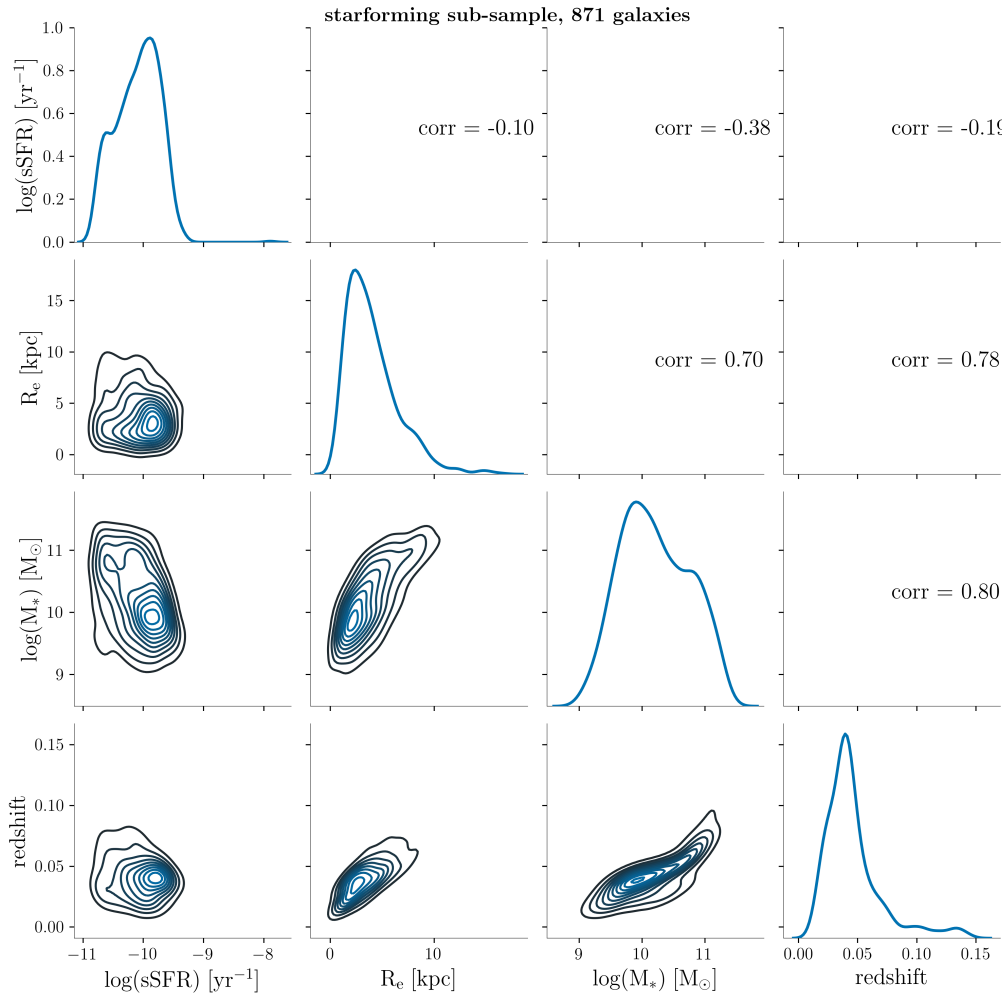 starforming sub-sample, 871 galaxies
1.0
0.8
0.6
0.4
0.2
0.0
log(sSFR) [yr⁻¹]
corr = -0.10
corr = -0.38
corr = -0.19
15
10
5
0
Rₑ [kpc]
corr = 0.70
corr = 0.78
11
10
9
log(M_*) [M_⊙]
corr = 0.80
0.15
0.10
0.05
0.00
redshift
−11 −10 −9 −8
0 10
9 10 11
0.00 0.05 0.10 0.15
log(sSFR) [yr⁻¹]
Rₑ [kpc]
log(M_*) [M_⊙]
redshift